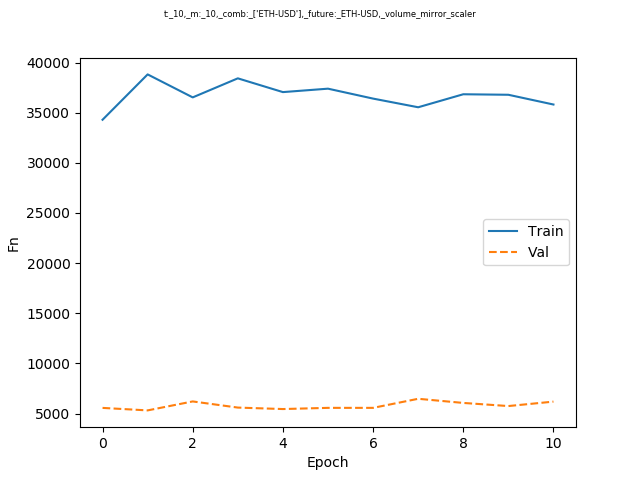 t:_10,_m:_10,_comb:_['ETH-USD'],_future:_ETH-USD,_volume_mirror_scaler
40000
35000
30000
25000
20000
15000
10000
5000
Fn
Train
Val
0 2 4 6 8 10
Epoch